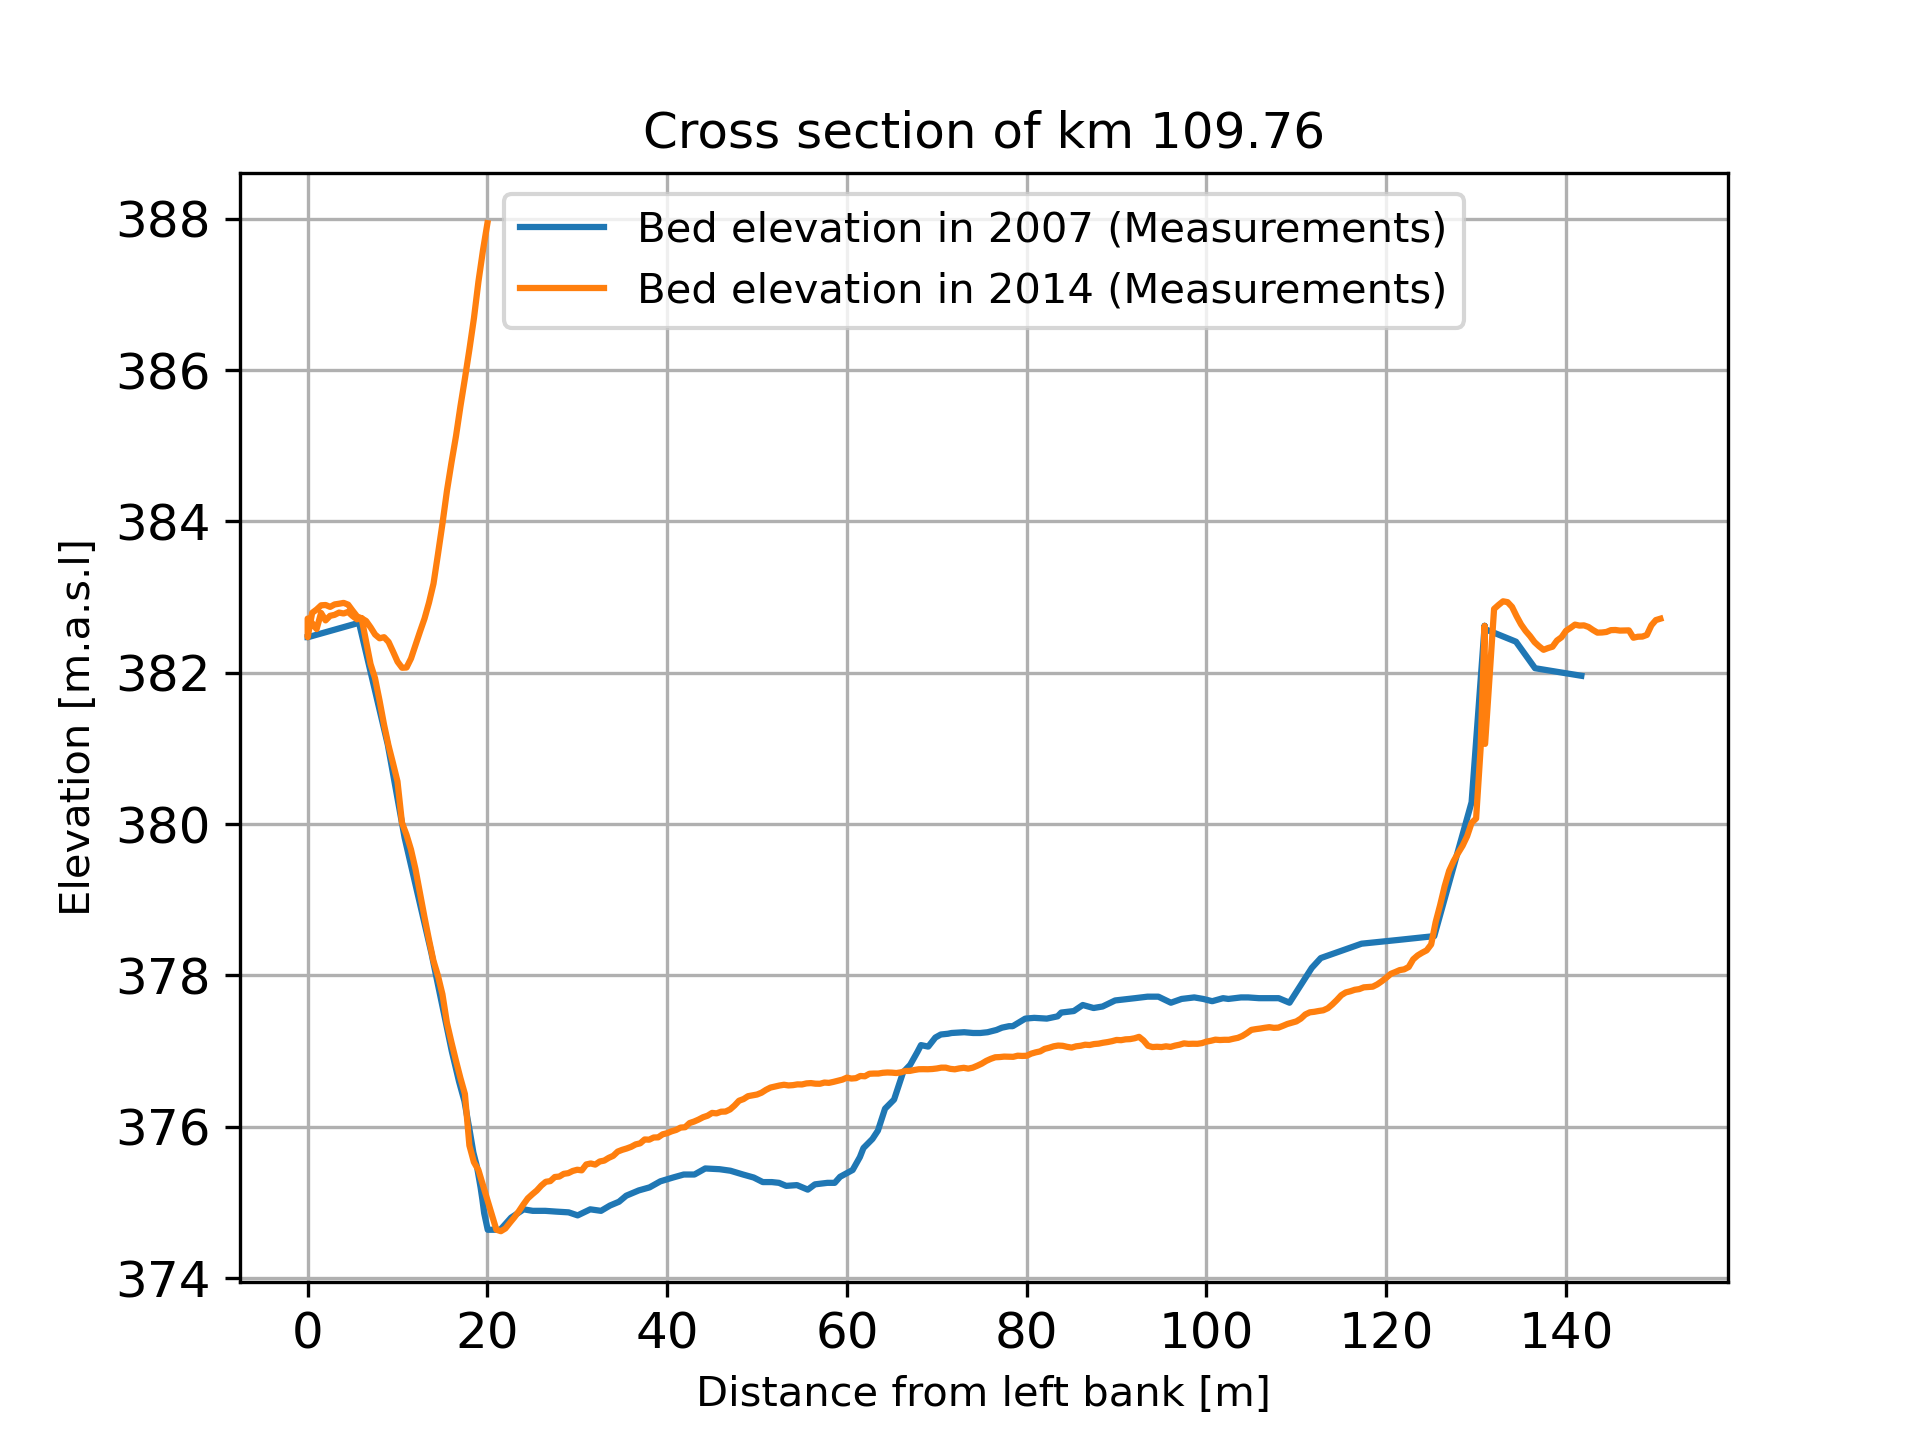 Cross section of km 109.76
Bed elevation in 2007 (Measurements)
Bed elevation in 2014 (Measurements)
Elevation [m.a.s.l]
388
386
384
382
380
378
376
374
0 20 40 60 80 100 120 140
Distance from left bank [m]